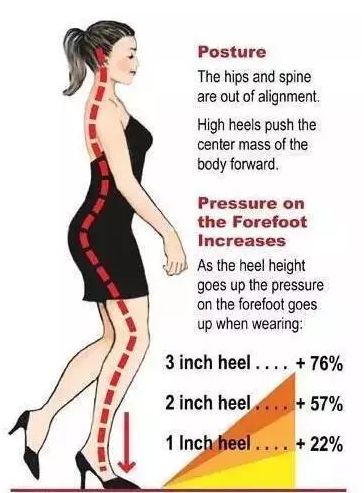 Posture
The hips and spine
are out of alignment.
High heels push the
center mass of the
body forward.
Pressure on
the Forefoot
Increases
As the heel height
goes up the pressure
on the forefoot goes
up when wearing:
3 inch heel .... + 76%
2 inch heel .... + 57%
1 Inch heel .... + 22%